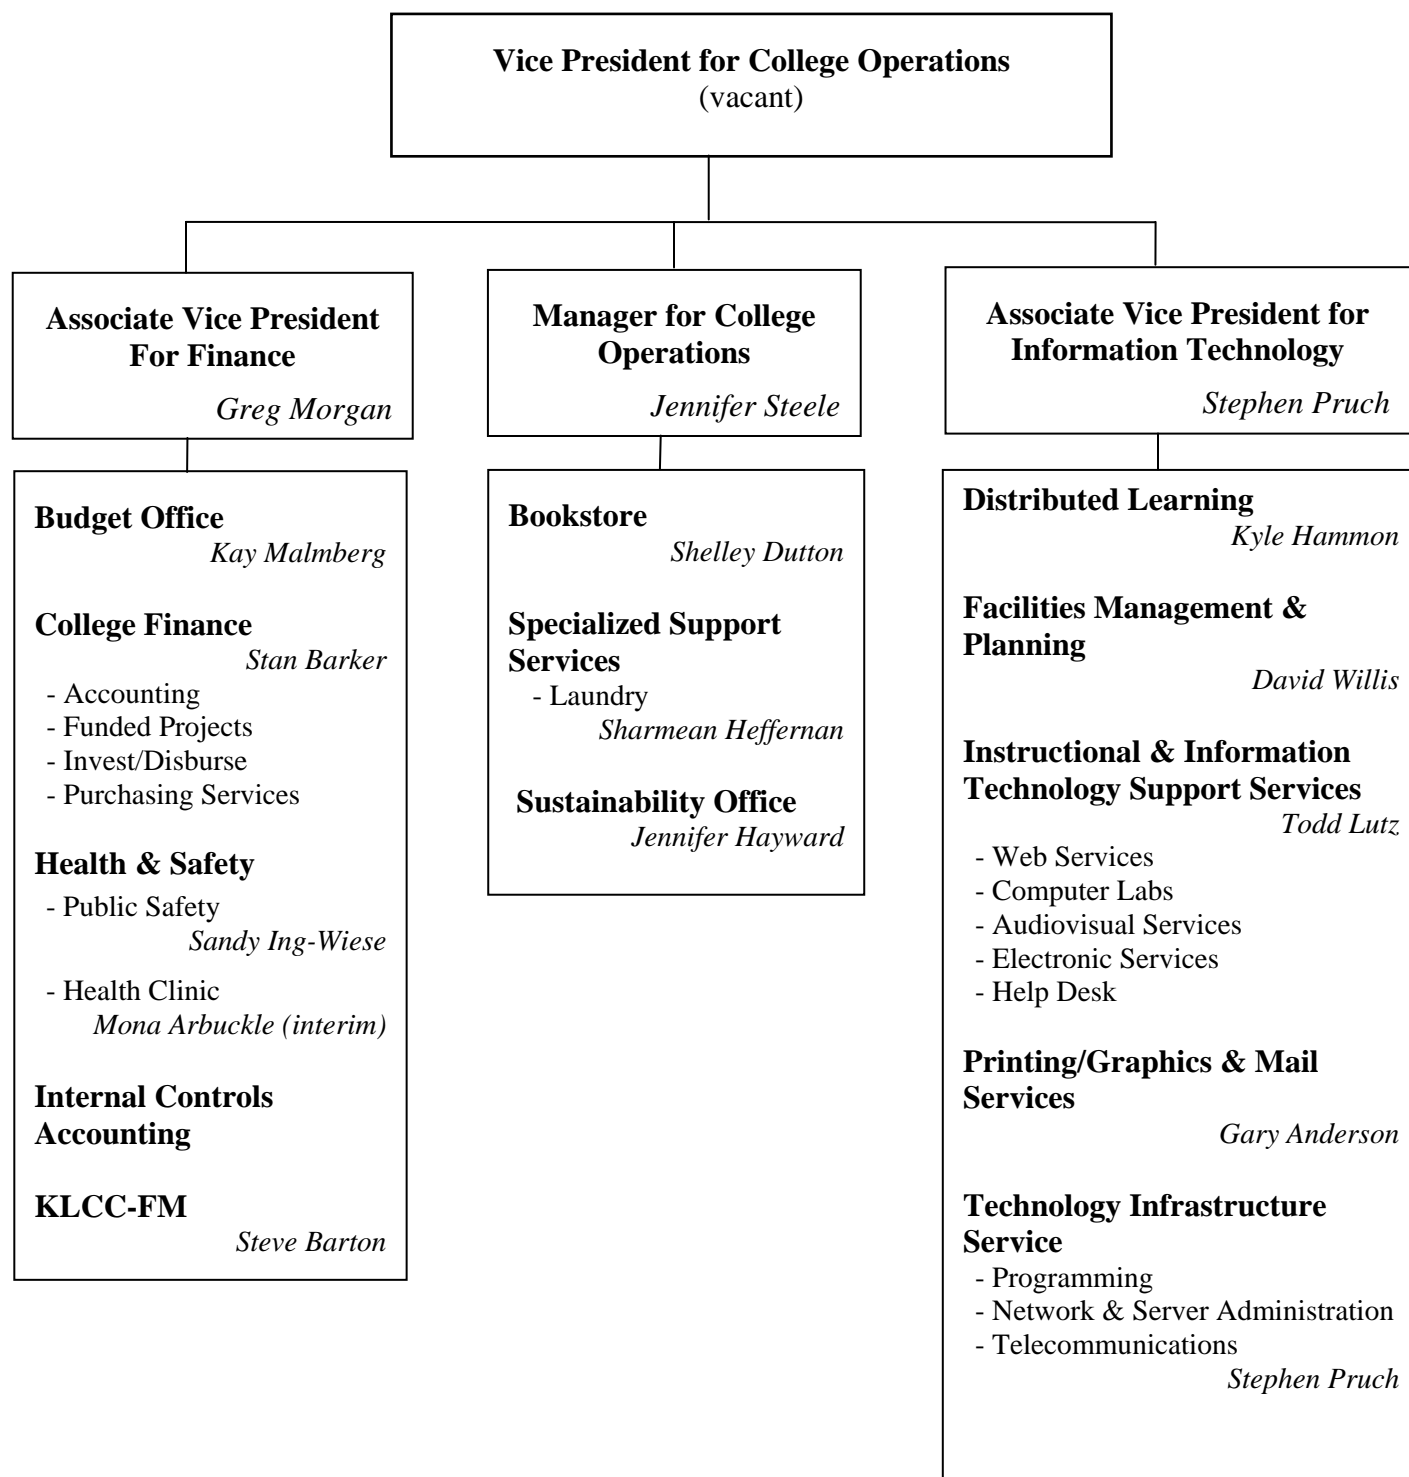 Vice President for College Operations
(vacant)
Associate Vice President
For Finance
Greg Morgan
Manager for College
Operations
Jennifer Steele
Associate Vice President for
Information Technology
Stephen Pruch
Budget Office
Kay Malmberg
College Finance
Stan Barker
- Accounting
- Funded Projects
- Invest/Disburse
- Purchasing Services
Health & Safety
- Public Safety
Sandy Ing-Wiese
- Health Clinic
Mona Arbuckle (interim)
Internal Controls
Accounting
KLCC-FM
Steve Barton
Bookstore
Shelley Dutton
Specialized Support
Services
- Laundry
Sharmean Heffernan
Sustainability Office
Jennifer Hayward
Distributed Learning
Kyle Hammon
Facilities Management &
Planning
David Willis
Instructional & Information
Technology Support Services
Todd Lutz
- Web Services
- Computer Labs
- Audiovisual Services
- Electronic Services
- Help Desk
Printing/Graphics & Mail
Services
Gary Anderson
Technology Infrastructure
Service
- Programming
- Network & Server Administration
- Telecommunications
Stephen Pruch